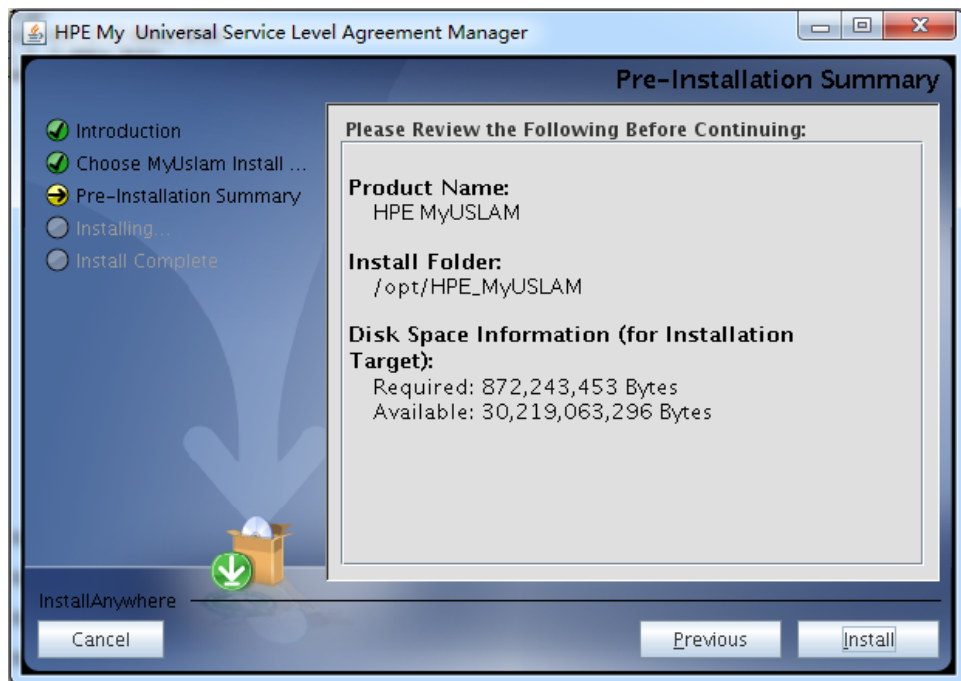 HPE My  Universal Service Level Agreement Manager
Pre-Installation Summary
Introduction
Choose MyUslam Install ...
Pre-Installation Summary
Installing...
Install Complete
Please Review the Following Before Continuing:
Product Name:
HPE MyUSLAM
Install Folder:
/opt/HPE_MyUSLAM
Disk Space Information (for Installation
Target):
Required: 872,243,453 Bytes
Available: 30,219,063,296 Bytes
InstallAnywhere
Cancel
Previous
Install